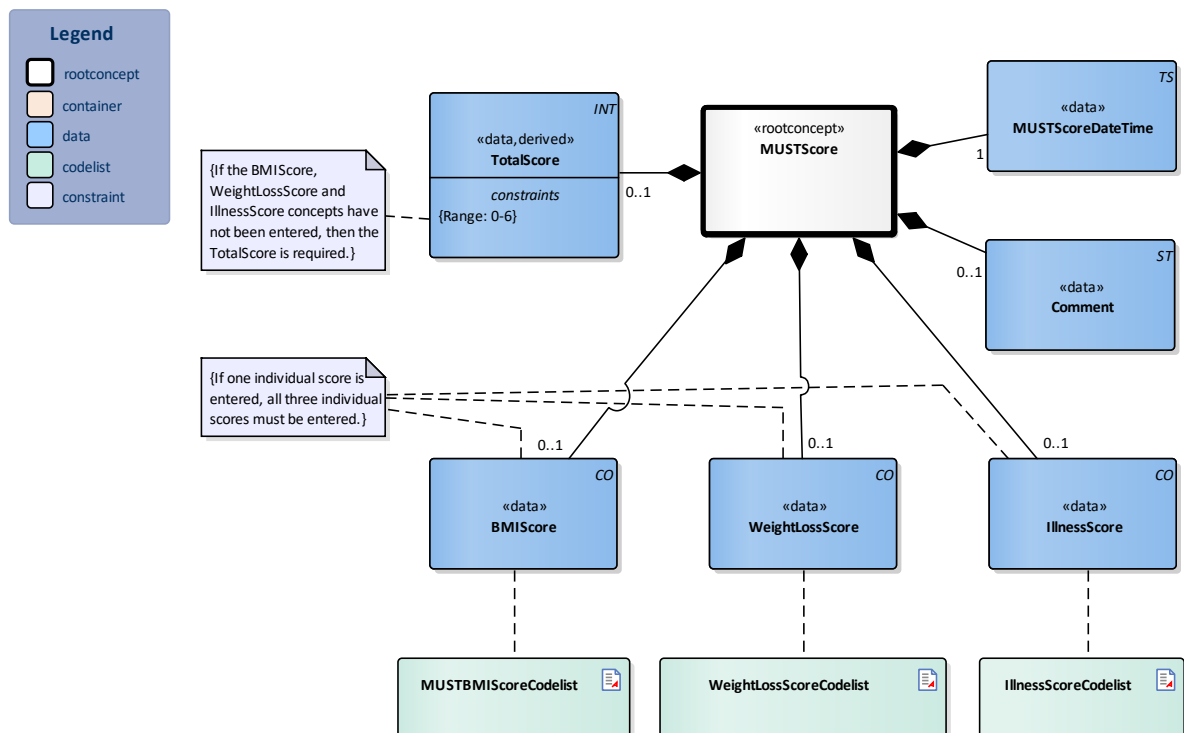 Legend
rootconcept
container
data
codelist
constraint
{If the BMIScore,
WeightLossScore and
IllnessScore concepts have
not been entered, then the
TotalScore is required.}
INT
«data,derived»
TotalScore
constraints
{Range: 0-6}
0..1
«rootconcept»
MUSTScore
TS
«data»
MUSTScoreDateTime
1
ST
«data»
Comment
0..1
{If one individual score is
entered, all three individual
scores must be entered.}
0..1
CO
«data»
BMIScore
0..1
CO
«data»
WeightLossScore
0..1
CO
«data»
IllnessScore
MUSTBMIScoreCodelist
WeightLossScoreCodelist
IllnessScoreCodelist